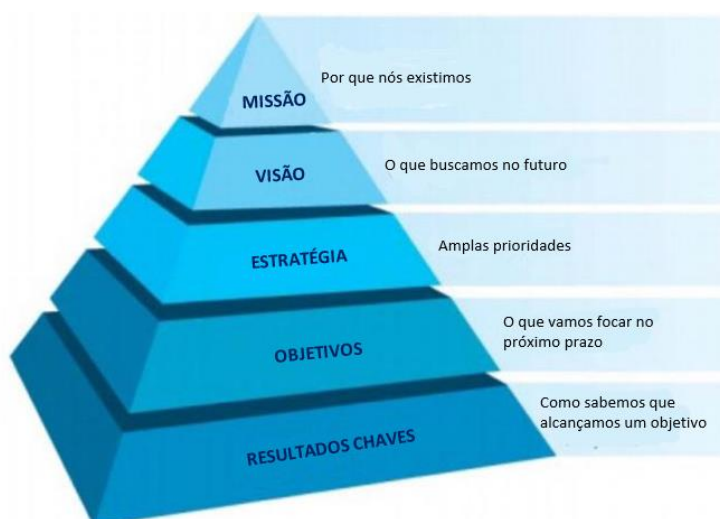 MISSÃO
Por que nós existimos
VISÃO
O que buscamos no futuro
ESTRATÉGIA
Amplas prioridades
OBJETIVOS
O que vamos focar no
próximo prazo
RESULTADOS CHAVES
Como sabemos que
alcançamos um objetivo